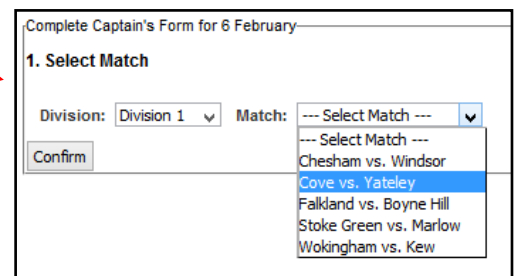 Complete Captain's Form for 6 February
1. Select Match
Division: Division 1 Match: --- Select Match ---
--- Select Match ---
Confirm
Chesham vs. Windsor
Cove vs. Yateley
Falkland vs. Boyne Hill
Stoke Green vs. Marlow
Wokingham vs. Kew